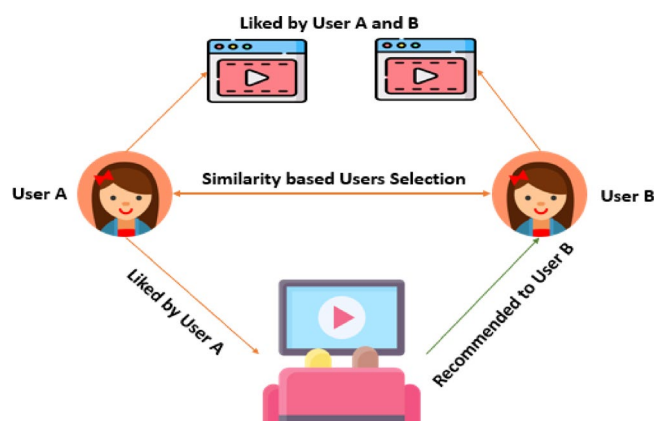 Liked by User A and B
User A
Similarity based Users Selection
User B
Liked by User A
Recommended to User B